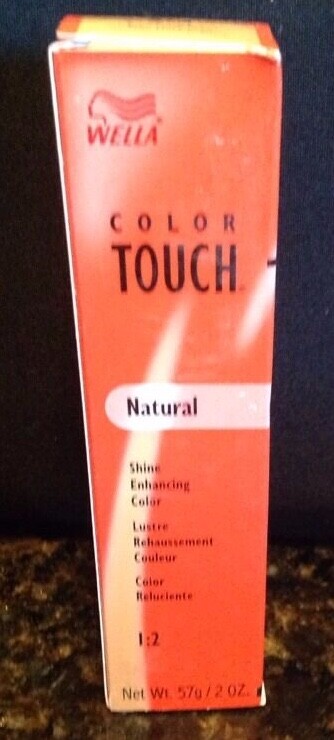 WELLA
COLOR
TOUCH
Natural
Shine
Enhancing
Color
Lustre
Rehaussement
Couleur
Color
Reluciente
1:2
Net Wt. 57g / 2 OZ.